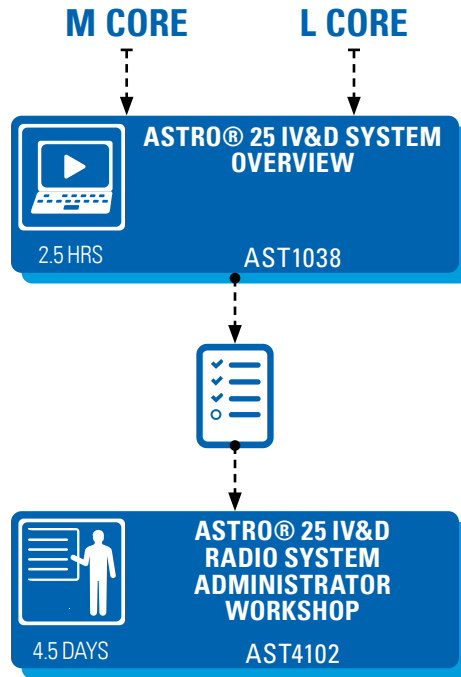 M CORE
L CORE
ASTRO® 25 IV&D SYSTEM
OVERVIEW
2.5 HRS
AST1038
ASTRO® 25 IV&D
RADIO SYSTEM
ADMINISTRATOR
WORKSHOP
4.5 DAYS
AST4102